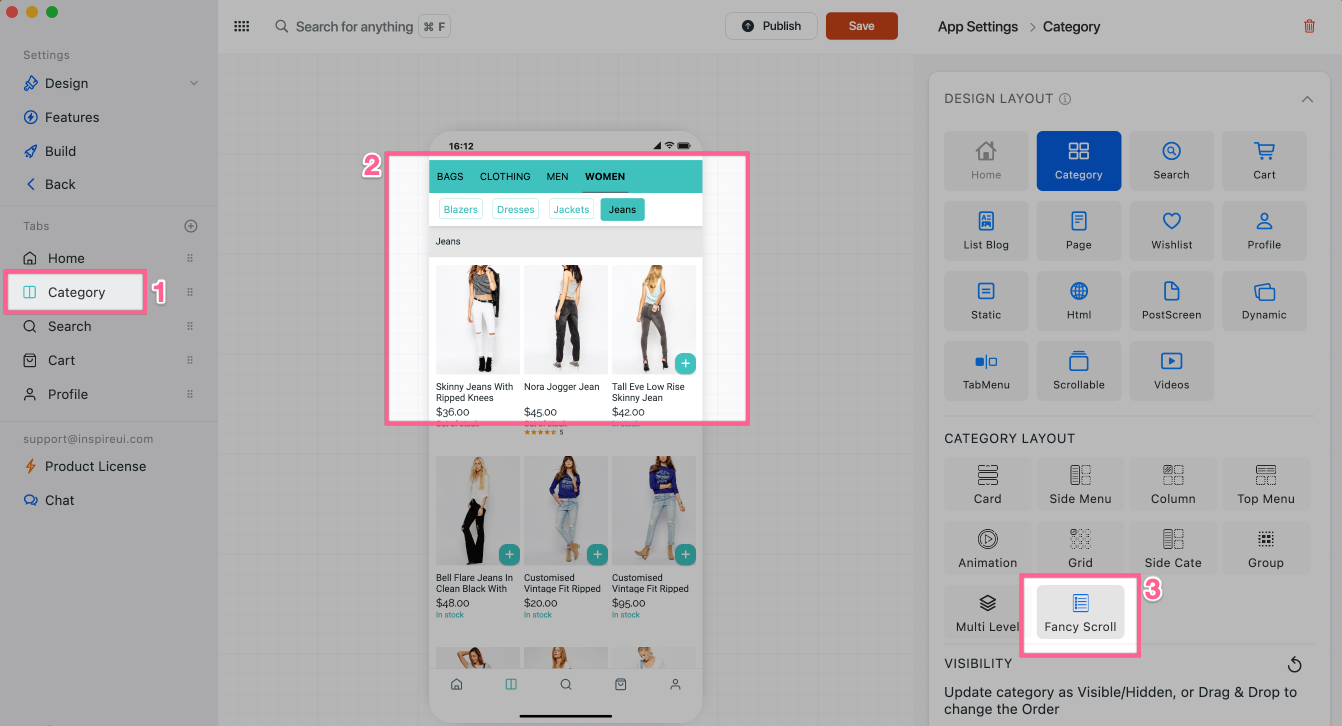 Search for anything
⌘ F
Publish
Save
App Settings > Category
Settings
Design
Features
Build
Back
Tabs
Home
Category
1
Search
Cart
Profile
support@inspireui.com
Product License
Chat
16:12
2
BAGS CLOTHING MEN WOMEN
Blazers Dresses Jackets Jeans
Jeans
Skinny Jeans With
Ripped Knees
$36.00
Nora Jogger Jean
$45.00
5
Tall Eve Low Rise
Skinny Jean
$42.00
Bell Flare Jeans In
Clean Black With
$48.00
In stock
Customised
Vintage Fit Ripped
$20.00
In stock
Customised
Vintage Fit Ripped
$95.00
In stock
DESIGN LAYOUT
Home Category Search Cart
List Blog Page Wishlist Profile
Static Html PostScreen Dynamic
TabMenu Scrollable Videos
CATEGORY LAYOUT
Card Side Menu Column Top Menu
Animation Grid Side Cate Group
Multi Level Fancy Scroll
3
VISIBILITY
Update category as Visible/Hidden, or Drag & Drop to
change the Order